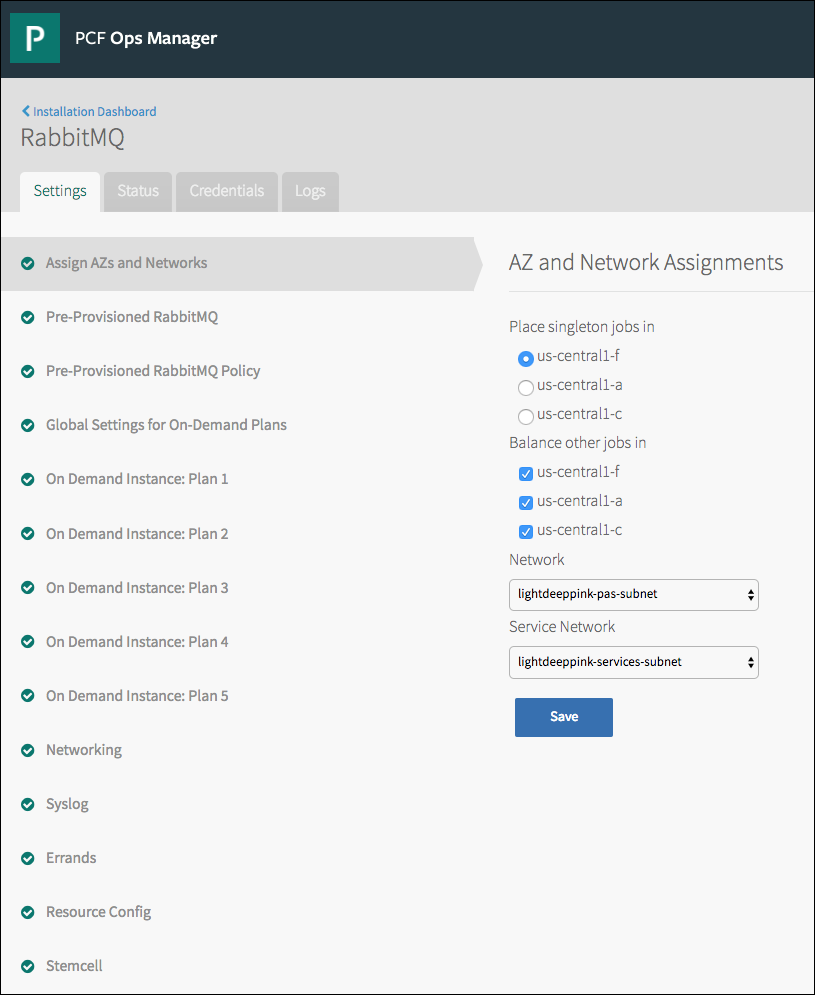 P
PCF Ops Manager
Installation Dashboard
RabbitMQ
Settings
Status
Credentials
Logs
Assign AZs and Networks
Pre-Provisioned RabbitMQ
Pre-Provisioned RabbitMQ Policy
Global Settings for On-Demand Plans
On Demand Instance: Plan 1
On Demand Instance: Plan 2
On Demand Instance: Plan 3
On Demand Instance: Plan 4
On Demand Instance: Plan 5
Networking
Syslog
Errands
Resource Config
Stemcell
AZ and Network Assignments
Place singleton jobs in
us-central1-f
us-central1-a
us-central1-c
Balance other jobs in
us-central1-f
us-central1-a
us-central1-c
Network
lightdeeppink-pas-subnet
Service Network
lightdeeppink-services-subnet
Save